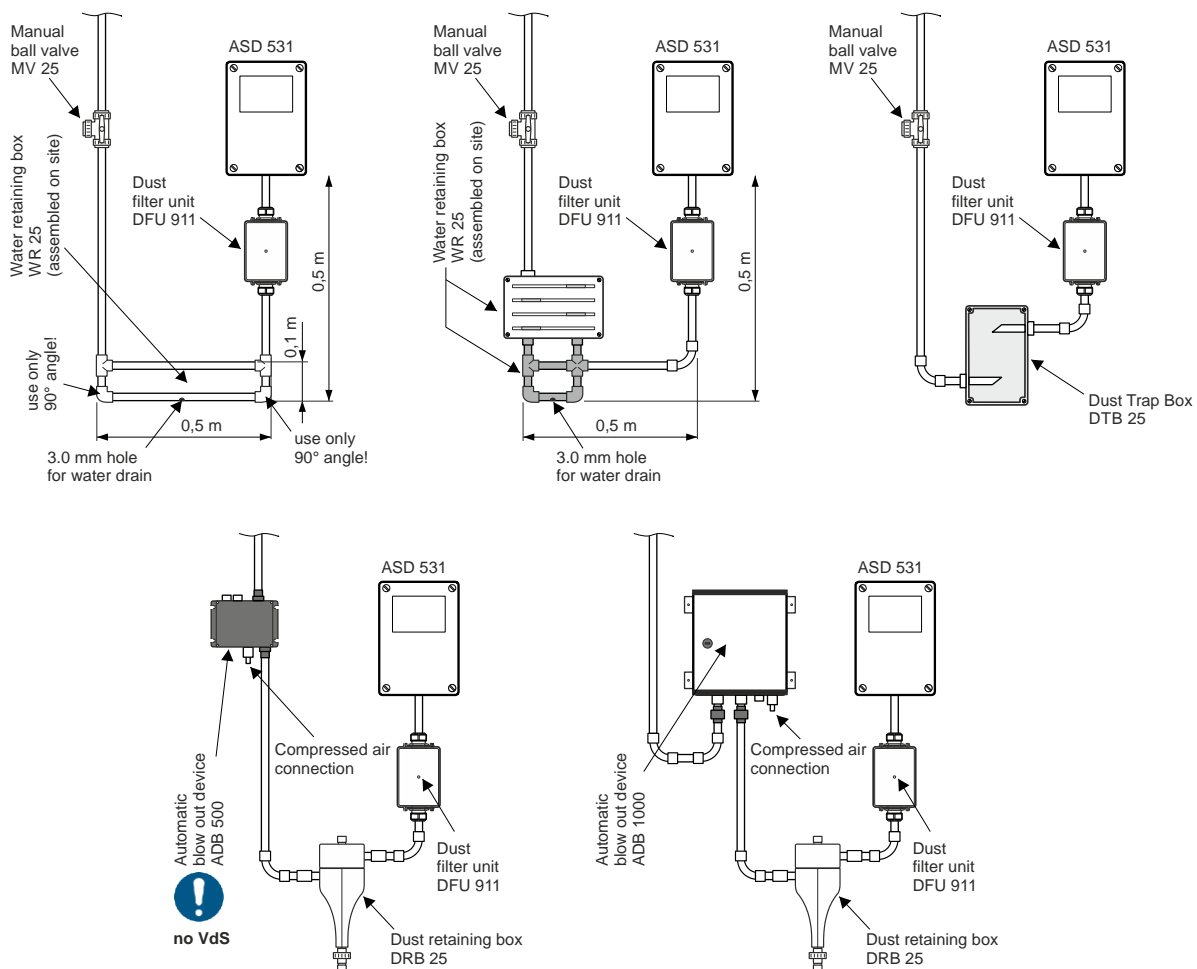 Manual
ball valve
MV 25
ASD 531
Water retaining box
WR 25
(assembled on site)
Dust
filter unit
DFU 911
0,5 m
0,1 m
use only
90° angle!
0,5 m
use only
90° angle!
3.0 mm hole
for water drain
Manual
ball valve
MV 25
ASD 531
Water retaining box
WR 25
(assembled on site)
Dust
filter unit
DFU 911
0,5 m
0,5 m
3.0 mm hole
for water drain
Manual
ball valve
MV 25
ASD 531
Dust
filter unit
DFU 911
Dust Trap Box
DTB 25
ASD 531
Compressed air
connection
Automatic
blow out device
ADB 500
Dust
filter unit
DFU 911
no VdS
Dust retaining box
DRB 25
ASD 531
Compressed air
connection
Automatic
blow out device
ADB 1000
Dust
filter unit
DFU 911
Dust retaining box
DRB 25